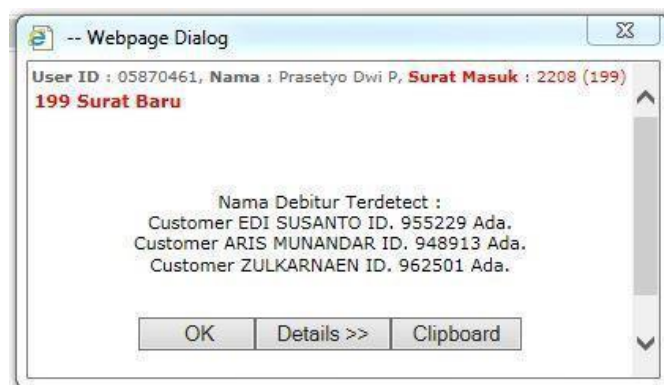 -- Webpage Dialog
User ID : 05870461, Nama : Prasetyo Dwi P, Surat Masuk : 2208 (199)
199 Surat Baru
Nama Debitur Terdetect :
Customer EDI SUSANTO ID. 955229 Ada.
Customer ARIS MUNANDAR ID. 948913 Ada.
Customer ZULKARNAEN ID. 962501 Ada.
OK Details >> Clipboard